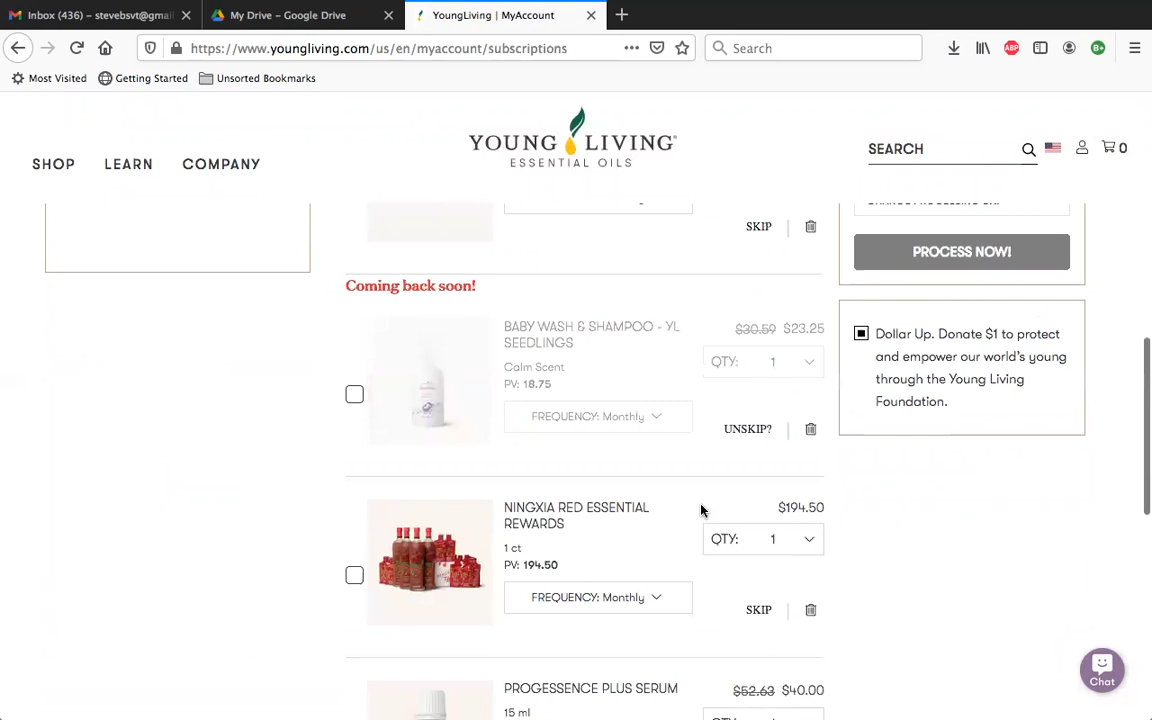 Inbox (436) – stevebsvt@gmai
My Drive – Google Drive
YoungLiving | MyAccount
https://www.youngliving.com/us/en/myaccount/subscriptions
Search
ABP
B+
Most Visited
Getting Started
Unsorted Bookmarks
SHOP
LEARN
COMPANY
YOUNG LIVING
ESSENTIAL OILS
SEARCH
0
SKIP
PROCESS NOW!
Coming back soon!
BABY WASH & SHAMPOO - YL
SEEDLINGS
$30.59 $23.25
Calm Scent
PV: 18.75
QTY: 1
FREQUENCY: Monthly
UNSKIP?
Dollar Up. Donate $1 to protect
and empower our world's young
through the Young Living
Foundation.
NINGXIA RED ESSENTIAL
REWARDS
$194.50
1 ct
PV: 194.50
QTY: 1
FREQUENCY: Monthly
SKIP
PROGESSENCE PLUS SERUM
$52.63 $40.00
15 ml
Chat